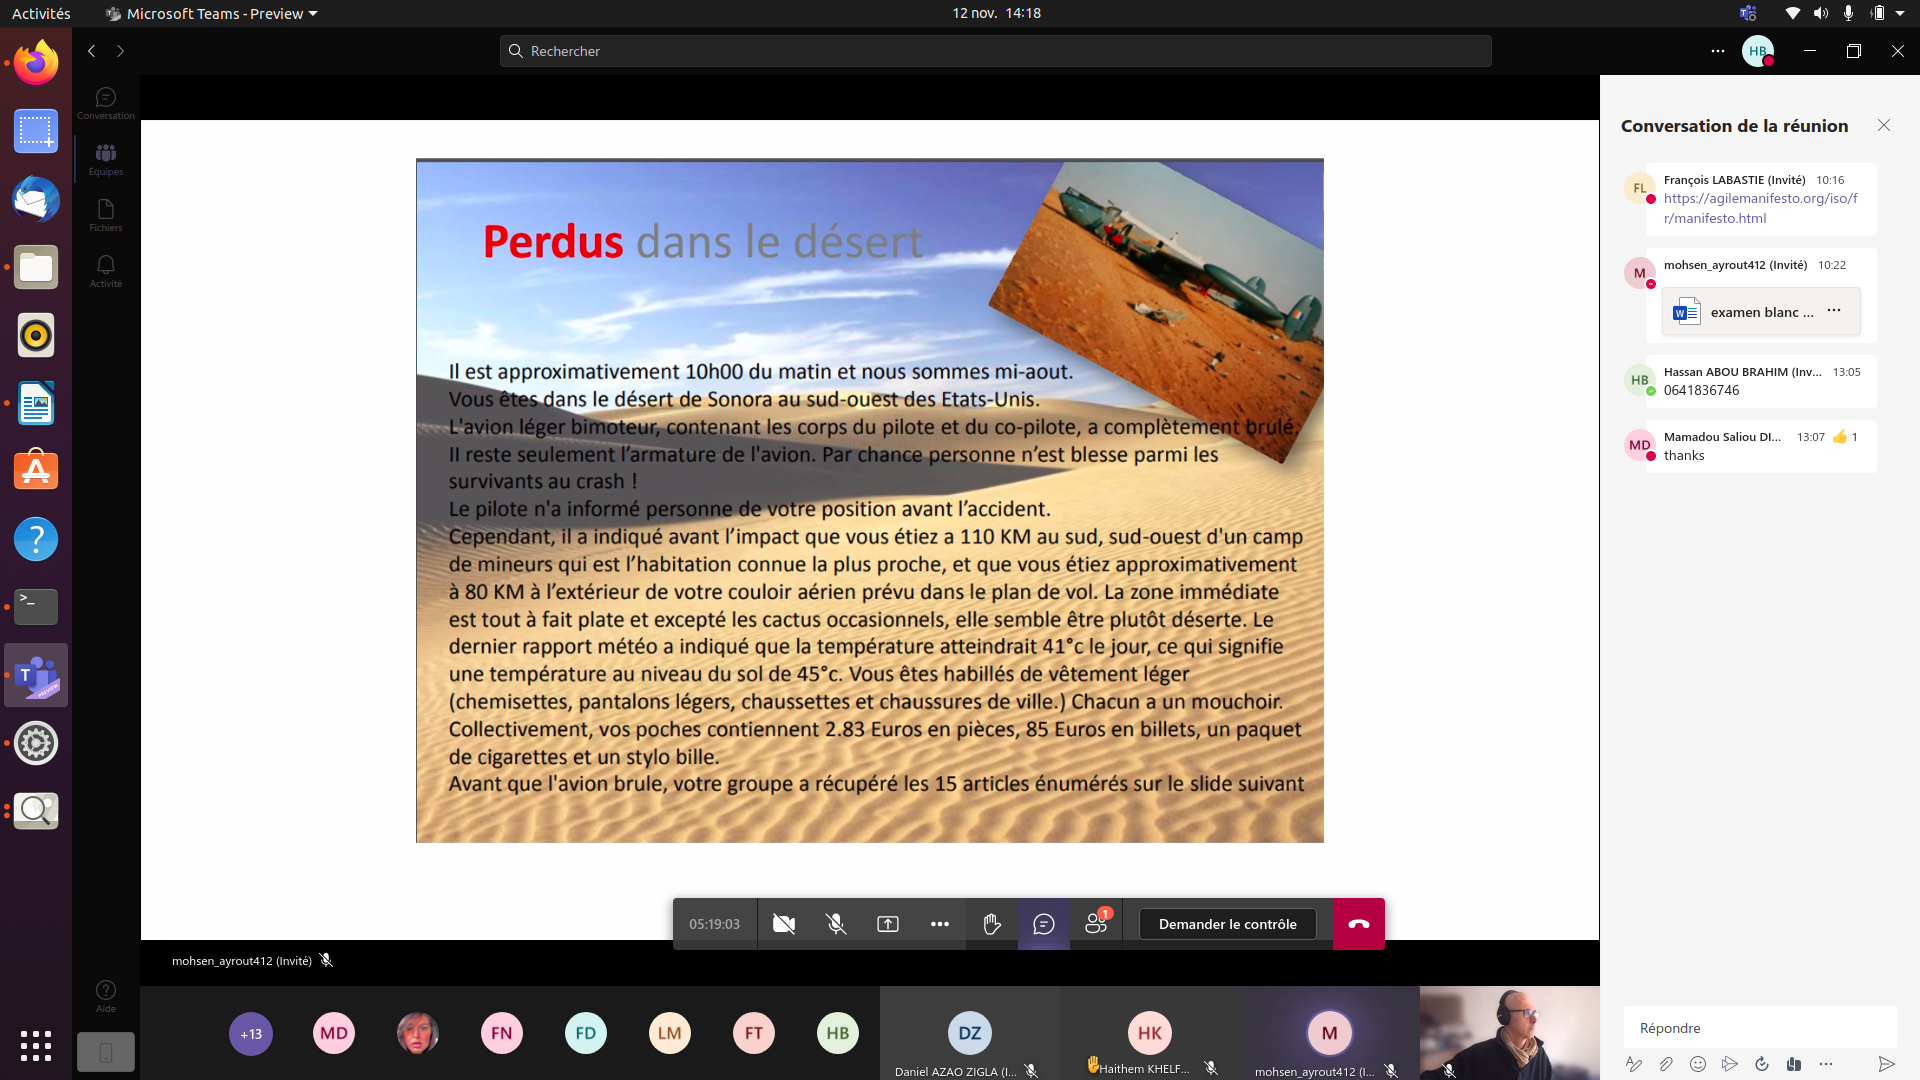 Activités
Microsoft Teams - Preview
12 nov. 14:18
Rechercher
HB
Conversation
Équipes
Fichiers
Activité
Aide
Perdus dans le désert
Il est approximativement 10h00 du matin et nous sommes mi-aout.
Vous êtes dans le désert de Sonora au sud-ouest des Etats-Unis.
L'avion léger bimoteur, contenant les corps du pilote et du co-pilote, a complètement brulé.
Il reste seulement l’armature de l'avion. Par chance personne n’est blesse parmi les
survivants au crash !
Le pilote n'a informé personne de votre position avant l’accident.
Cependant, il a indiqué avant l’impact que vous étiez a 110 KM au sud, sud-ouest d'un camp
de mineurs qui est l’habitation connue la plus proche, et que vous étiez approximativement
à 80 KM à l’extérieur de votre couloir aérien prévu dans le plan de vol. La zone immédiate
est tout à fait plate et excepté les cactus occasionnels, elle semble être plutôt déserte. Le
dernier rapport météo a indiqué que la température atteindrait 41°c le jour, ce qui signifie
une température au niveau du sol de 45°c. Vous êtes habillés de vêtement léger
(chemisettes, pantalons légers, chaussettes et chaussures de ville.) Chacun a un mouchoir.
Collectivement, vos poches contiennent 2.83 Euros en pièces, 85 Euros en billets, un paquet
de cigarettes et un stylo bille.
Avant que l'avion brule, votre groupe a récupéré les 15 articles énumérés sur le slide suivant
05:19:03
1
Demander le contrôle
mohsen_ayrout412 (Invité)
+13
MD
FN
FD
LM
FT
HB
DZ
Daniel AZAO ZIGLA (I...
HK
Haithem KHELF...
M
mohsen_ayrout412 (I...
Conversation de la réunion
FL
François LABASTIE (Invité) 10:16
https://agilemanifesto.org/iso/f
r/manifesto.html
M
mohsen_ayrout412 (Invité) 10:22
examen blanc ...
HB
Hassan ABOU BRAHIM (Inv... 13:05
0641836746
MD
Mamadou Saliou DI... 13:07 👍 1
thanks
Répondre